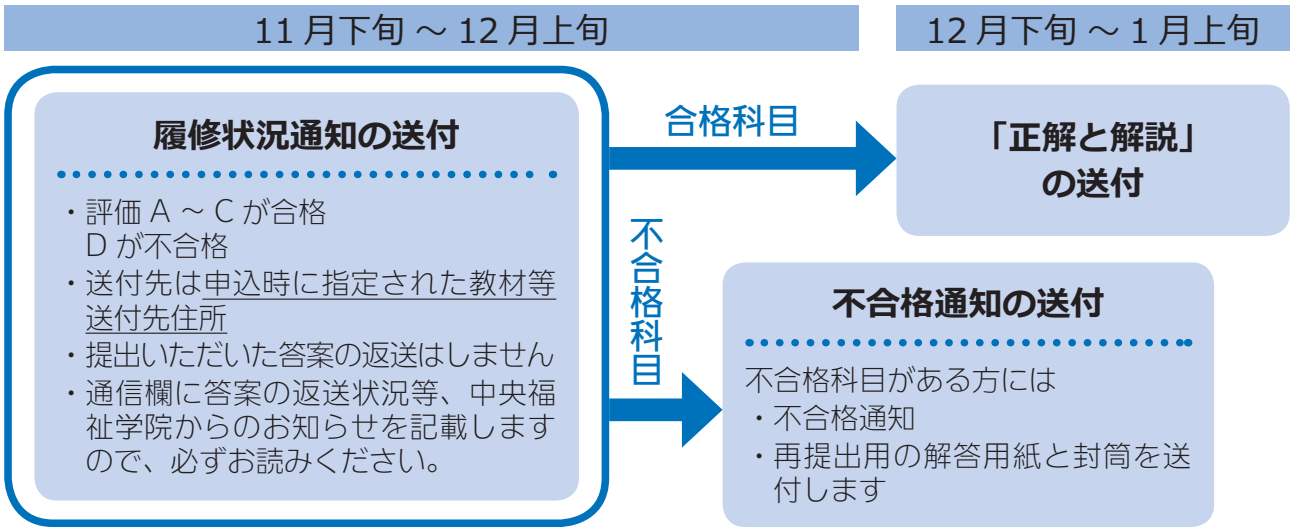 11月下旬 ～ 12月上旬
12月下旬 ～ 1月上旬
履修状況通知の送付
・評価 A ～ C が合格
D が不合格
・送付先は申込時に指定された教材等
送付先住所
・提出いただいた答案の返送はしません
・通信欄に答案の返送状況等、中央福
祉学院からのお知らせを記載します
ので、必ずお読みください。
合格科目
「正解と解説」
の送付
不合格科目
不合格通知の送付
不合格科目がある方には
・不合格通知
・再提出用の解答用紙と封筒を送
付します